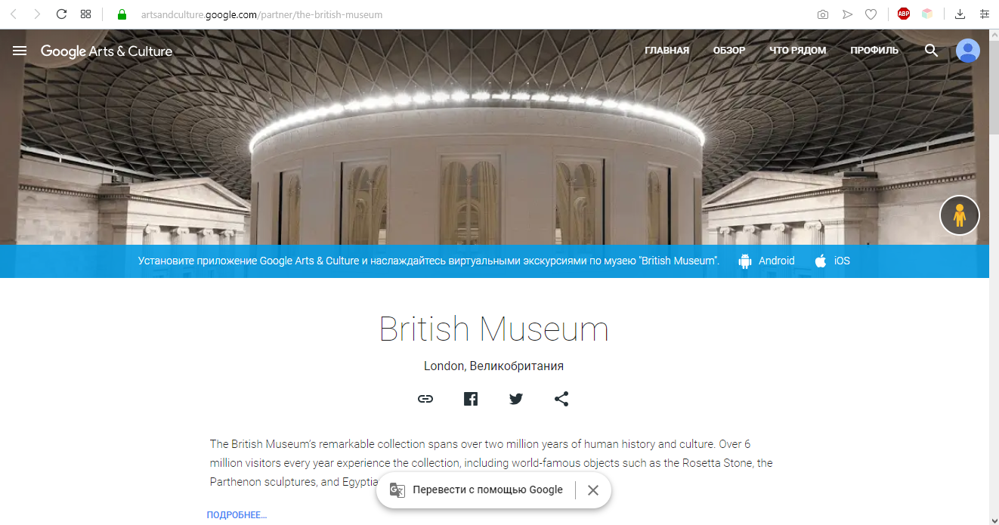 artsandculture.google.com/partner/the-british-museum
ABP
Google Arts & Culture
ГЛАВНАЯ
ОБЗОР
ЧТО РЯДОМ
ПРОФИЛЬ
Установите приложение Google Arts & Culture и наслаждайтесь виртуальными экскурсиями по музею "British Museum".
Android
iOS
British Museum
London, Великобритания
The British Museum’s remarkable collection spans over two million years of human history and culture. Over 6
million visitors every year experience the collection, including world-famous objects such as the Rosetta Stone, the
Parthenon sculptures, and Egyptia
Перевести с помощью Google
ПОДРОБНЕЕ...